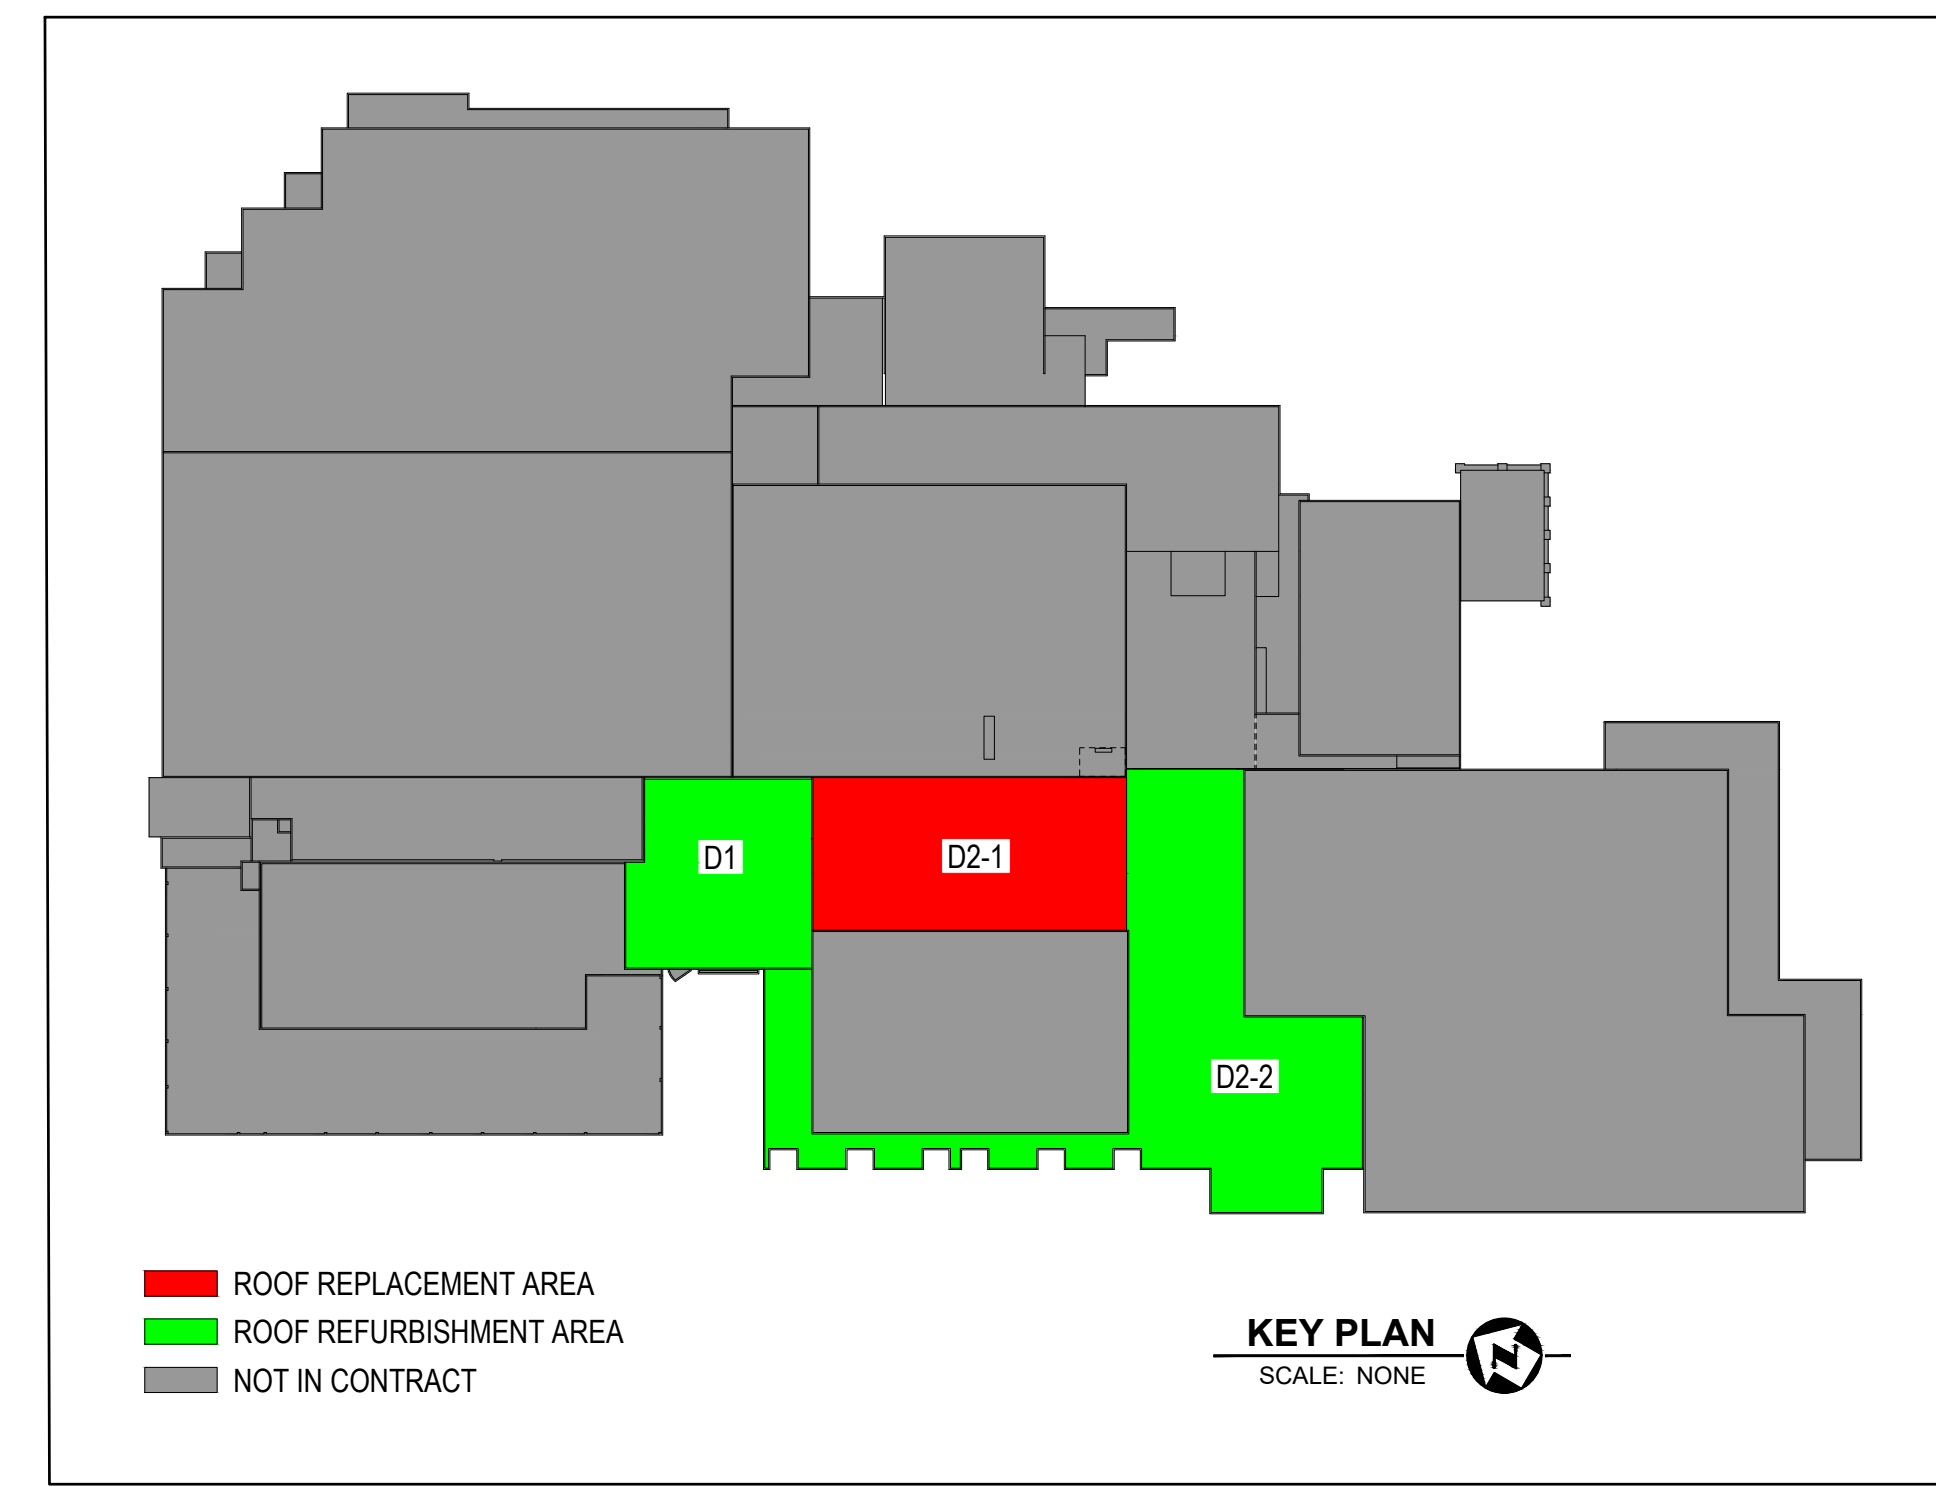 D1
D2-1
D2-2
ROOF REPLACEMENT AREA
ROOF REFURBISHMENT AREA
NOT IN CONTRACT
KEY PLAN
SCALE: NONE
N